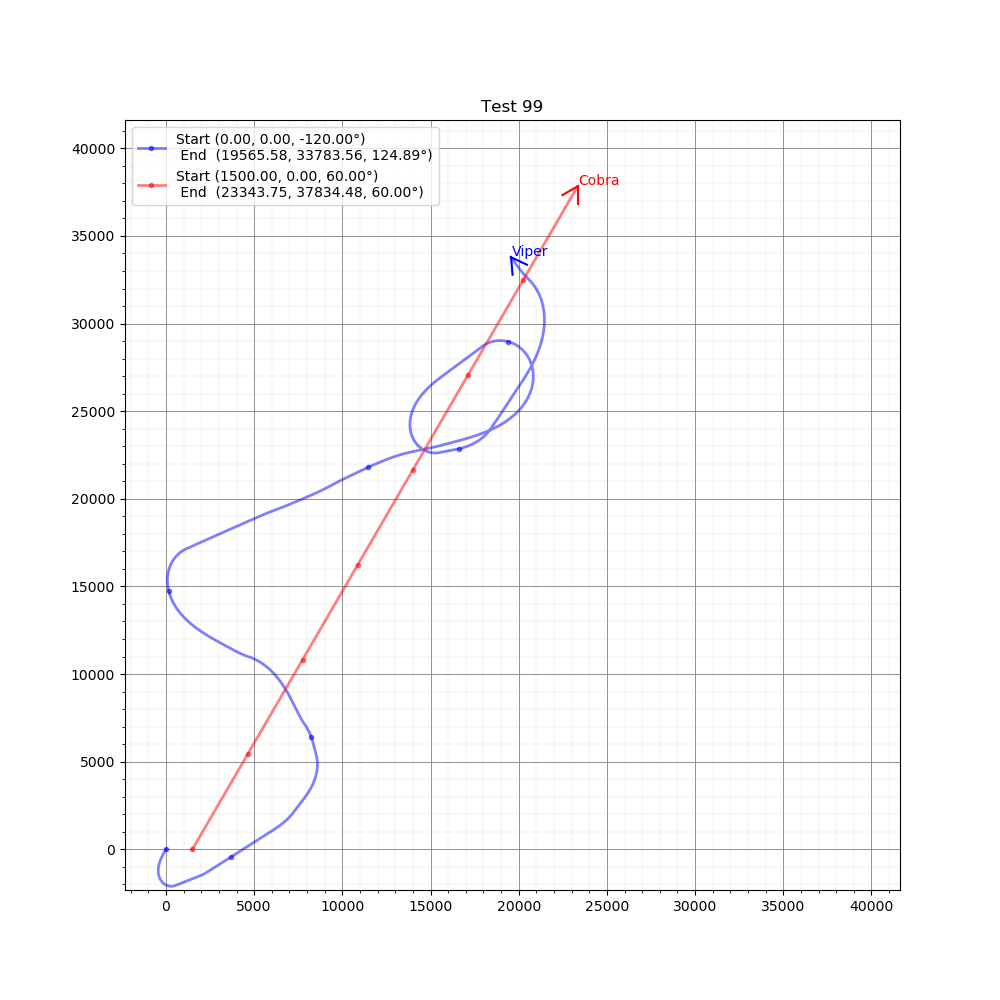 Test 99
Start (0.00, 0.00, -120.00°)
End  (19565.58, 33783.56, 124.89°)
Start (1500.00, 0.00, 60.00°)
End  (23343.75, 37834.48, 60.00°)
Cobra
Viper
40000
35000
30000
25000
20000
15000
10000
5000
0
0 5000 10000 15000 20000 25000 30000 35000 40000